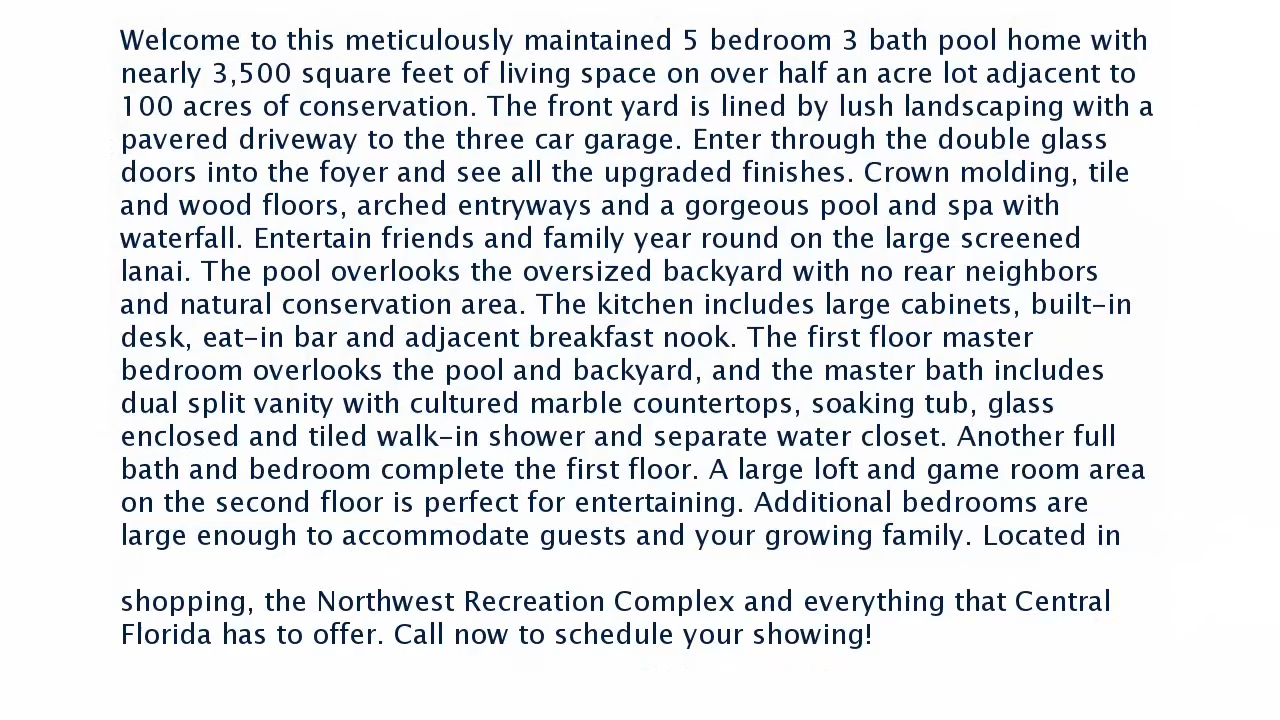 Welcome to this meticulously maintained 5 bedroom 3 bath pool home with
nearly 3,500 square feet of living space on over half an acre lot adjacent to
100 acres of conservation. The front yard is lined by lush landscaping with a
pavered driveway to the three car garage. Enter through the double glass
doors into the foyer and see all the upgraded finishes. Crown molding, tile
and wood floors, arched entryways and a gorgeous pool and spa with
waterfall. Entertain friends and family year round on the large screened
lanai. The pool overlooks the oversized backyard with no rear neighbors
and natural conservation area. The kitchen includes large cabinets, built-in
desk, eat-in bar and adjacent breakfast nook. The first floor master
bedroom overlooks the pool and backyard, and the master bath includes
dual split vanity with cultured marble countertops, soaking tub, glass
enclosed and tiled walk-in shower and separate water closet. Another full
bath and bedroom complete the first floor. A large loft and game room area
on the second floor is perfect for entertaining. Additional bedrooms are
large enough to accommodate guests and your growing family. Located in
shopping, the Northwest Recreation Complex and everything that Central
Florida has to offer. Call now to schedule your showing!